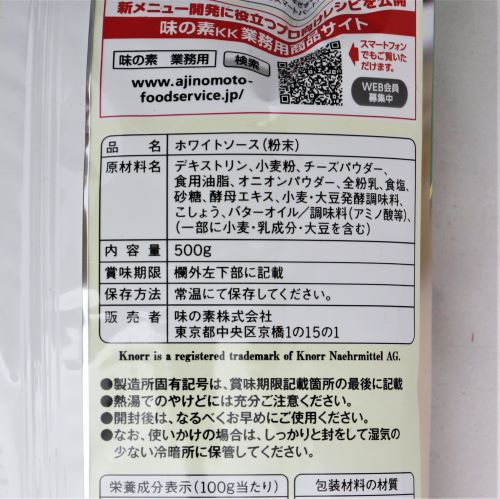 新メニュー開発に役立つプロ向けレシピを公開
味の素KK業務用商品サイト
味の素 業務用 検索
www.ajinomoto-
foodservice.jp/
スマートフォン
でもご覧いた
だけます。
WEB会員
募集中
品名 ホワイトソース(粉末)
原材料名 デキストリン、小麦粉、チーズパウダー、
食用油脂、オニオンパウダー、全粉乳、食塩、
砂糖、酵母エキス、小麦・大豆発酵調味料、
こしょう、バターオイル/調味料(アミノ酸等)、
(一部に小麦・乳成分・大豆を含む)
内容量 500g
賞味期限 欄外左下部に記載
保存方法 常温にて保存してください。
販売者 味の素株式会社
東京都中央区京橋1の15の1
Knorr is a registered trademark of Knorr Naehrmittel AG.
●製造所固有記号は、賞味期限記載箇所の最後に記載
●熱湯でのやけどには充分ご注意ください。
●開封後は、なるべくお早めにご使用ください。
●なお、使いかけの場合は、しっかりと封をして湿気の
少ない冷暗所に保管してください。
栄養成分表示(100g当たり)
包装材料の材質